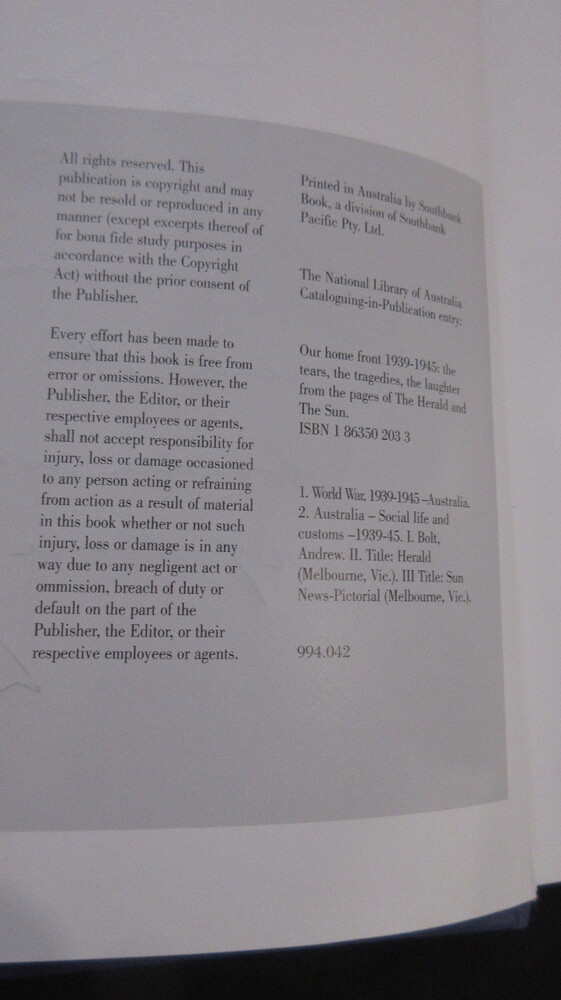 All rights reserved. This
publication is copyright and may
not be resold or reproduced in any
manner (except excerpts thereof of
for bona fide study purposes in
accordance with the Copyright
Act) without the prior consent of
the Publisher.
Every effort has been made to
ensure that this book is free from
error or omissions. However, the
Publisher, the Editor, or their
respective employees or agents,
shall not accept responsibility for
injury, loss or damage occasioned
to any person acting or refraining
from action as a result of material
in this book whether or not such
injury, loss or damage is in any
way due to any negligent act or
ommission, breach of duty or
default on the part of the
Publisher, the Editor, or their
respective employees or agents.
Printed in Australia by Southbank
Book, a division of Southbank
Pacific Pty. Ltd.
The National Library of Australia
Cataloguing-in-Publication entry:
Our home front 1939-1945: the
tears, the tragedies, the laughter
from the pages of The Herald and
The Sun.
ISBN 1 86350 203 3
1. World War, 1939-1945 –Australia.
2. Australia – Social life and
customs –1939-45. I. Bolt,
Andrew. II. Title: Herald
(Melbourne, Vic.). III Title: Sun
News-Pictorial (Melbourne, Vic.).
994.042